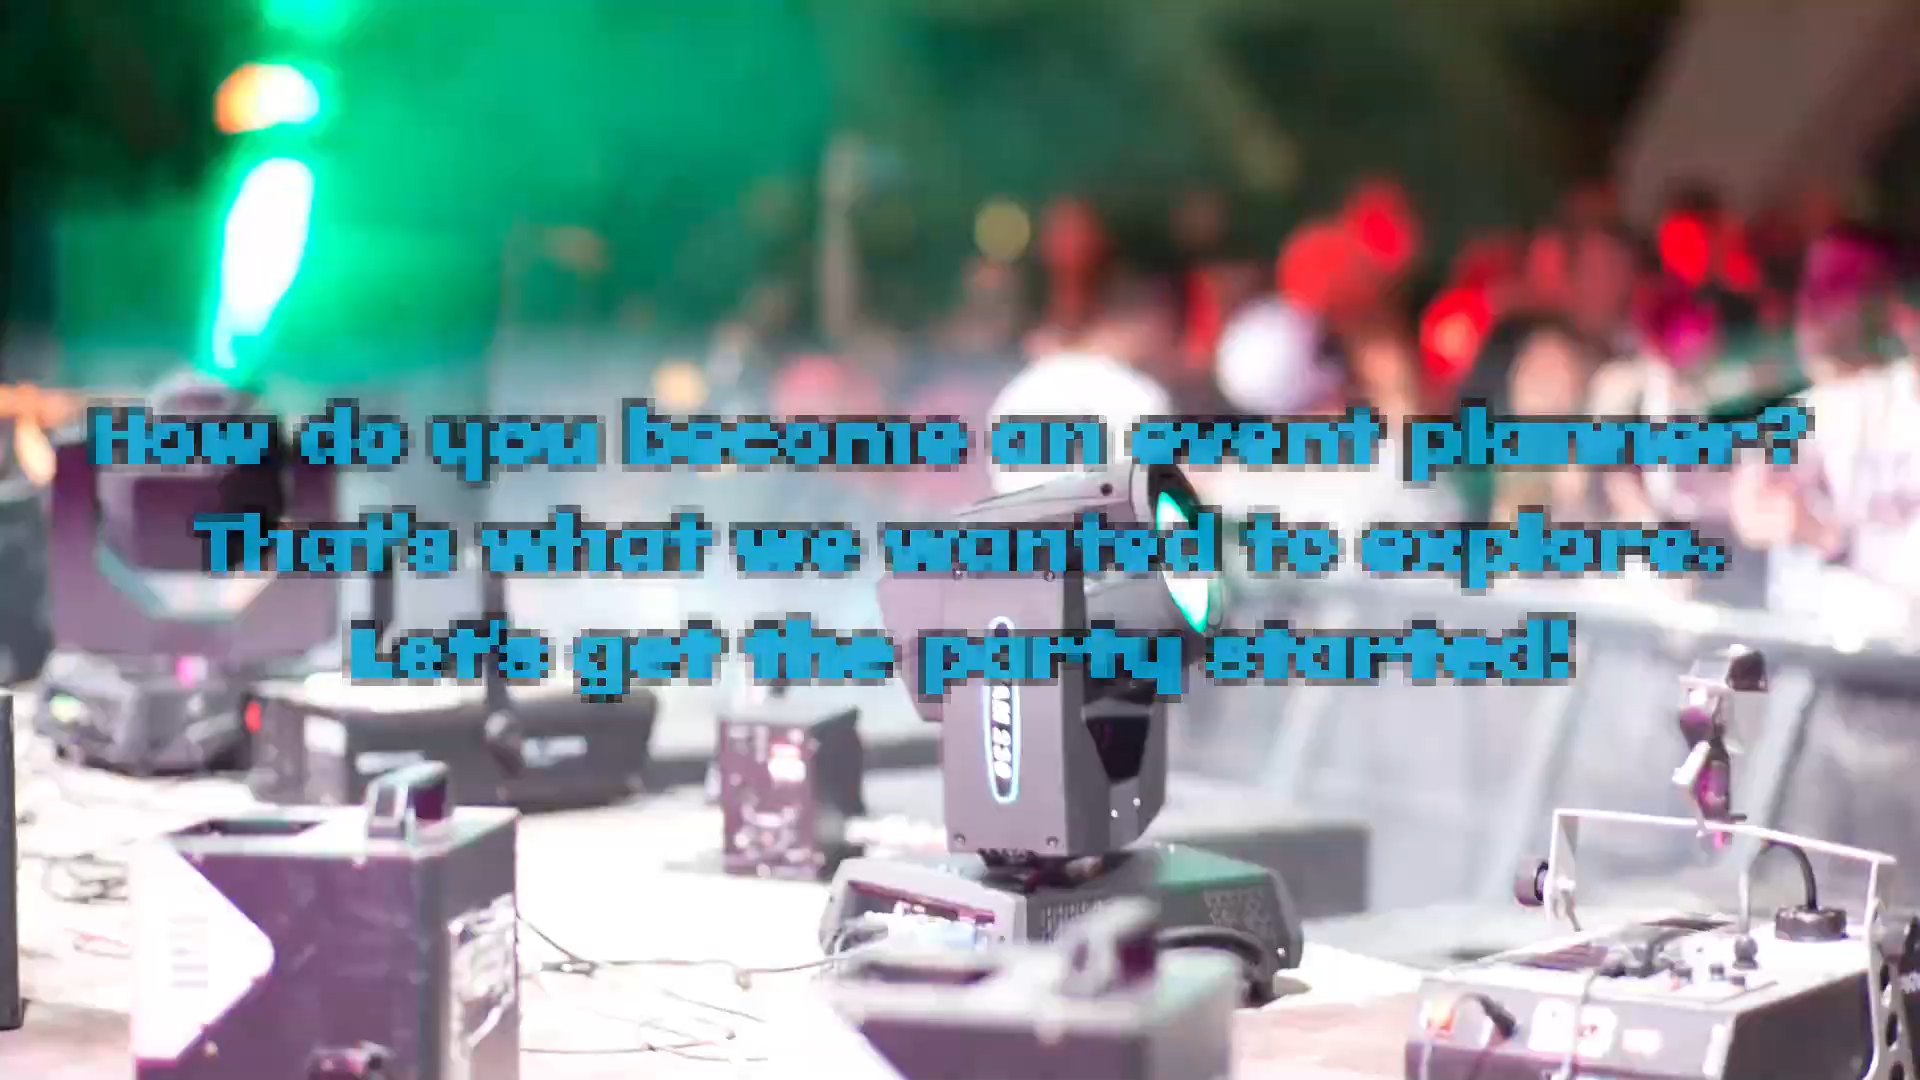 How do you become an event planner?
That's what we wanted to explore.
Let's get the party started!